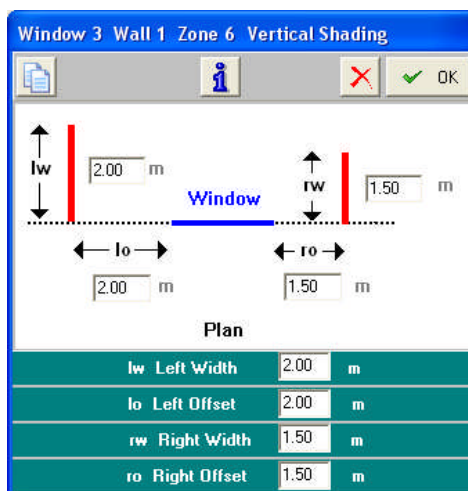 Window 3 Wall 1 Zone 6 Vertical Shading
OK
lw 2.00 m
Window
rw 1.50 m
lo ro
2.00 m 1.50 m
Plan
lw Left Width 2.00 m
lo Left Offset 2.00 m
rw Right Width 1.50 m
ro Right Offset 1.50 m